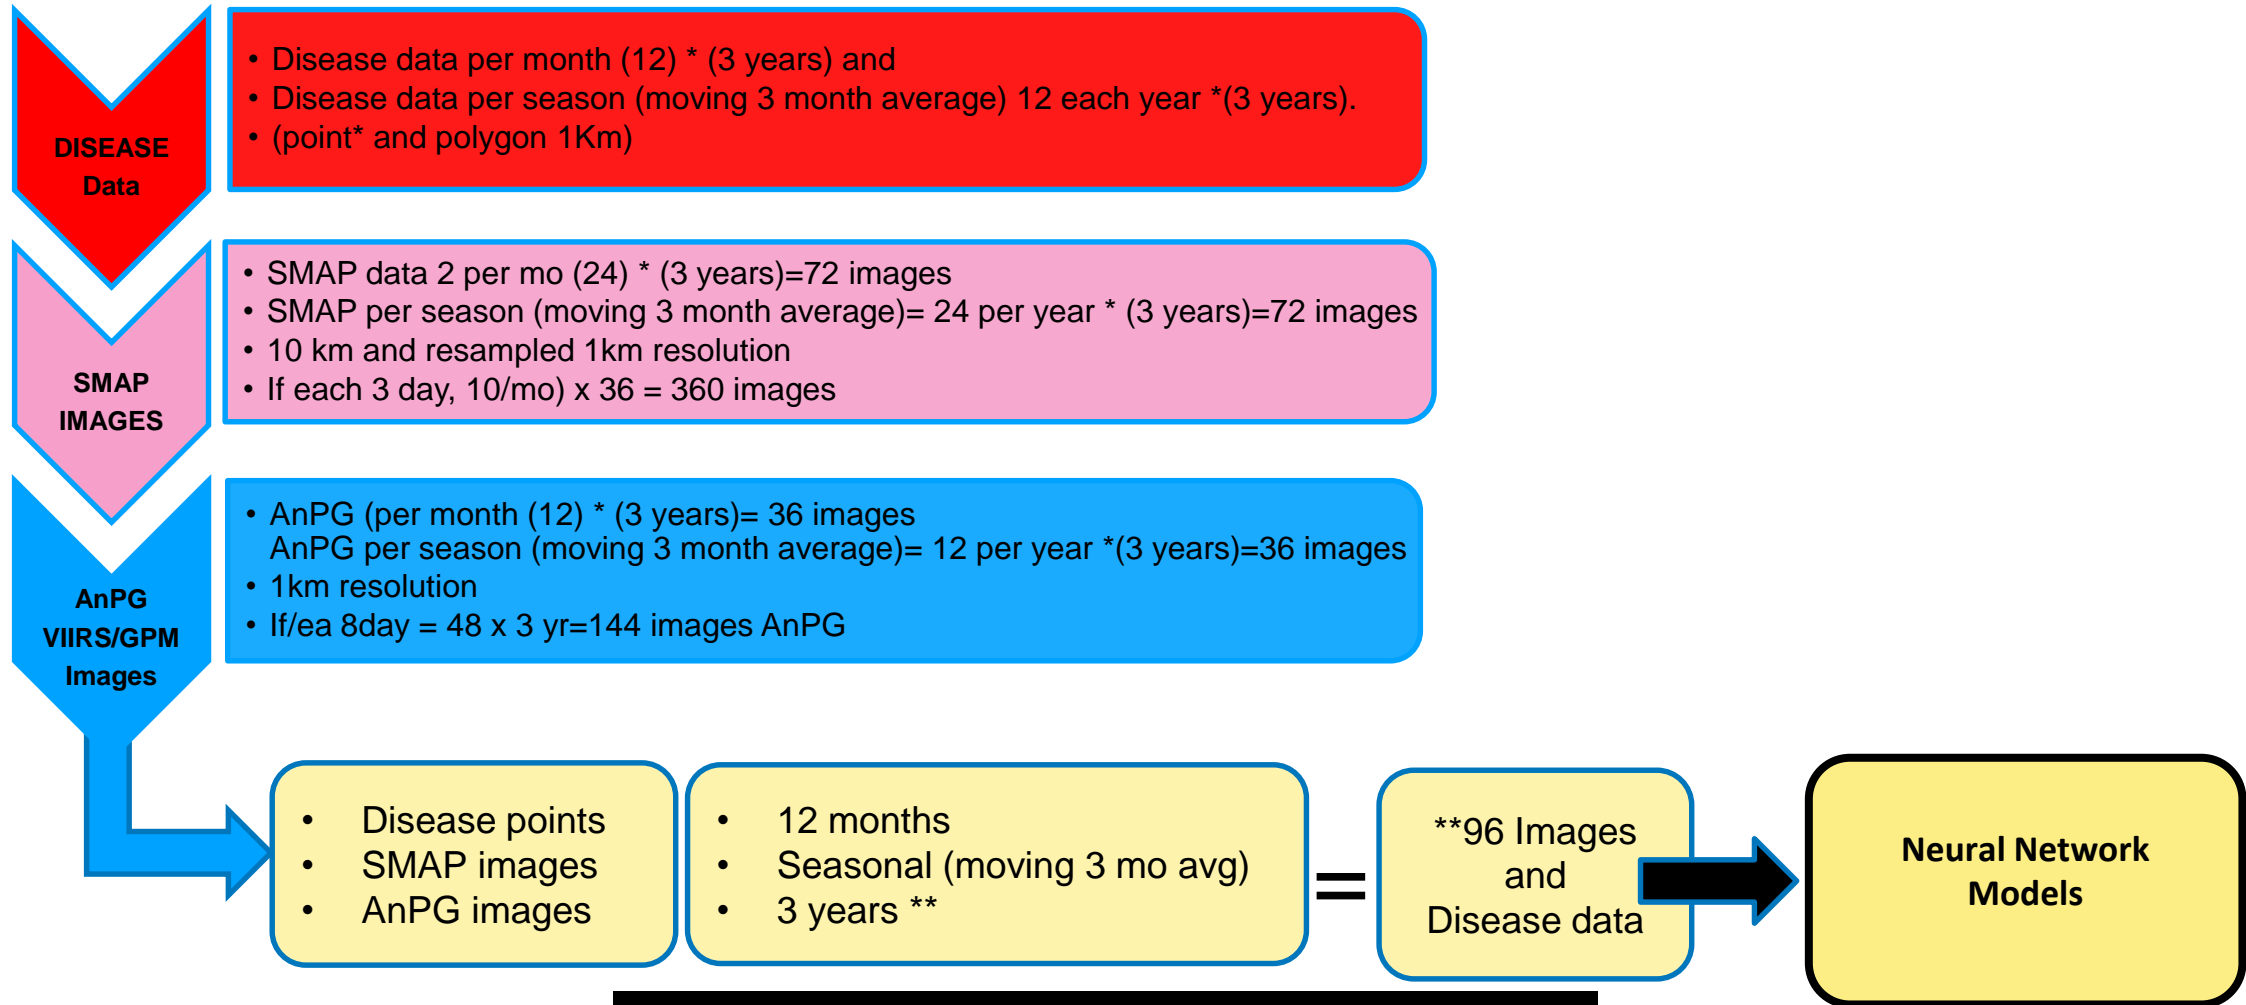 DISEASE
Data
• Disease data per month (12) * (3 years) and
• Disease data per season (moving 3 month average) 12 each year *(3 years).
• (point* and polygon 1Km)
SMAP
IMAGES
• SMAP data 2 per mo (24) * (3 years)=72 images
• SMAP per season (moving 3 month average)= 24 per year * (3 years)=72 images
• 10 km and resampled 1km resolution
• If each 3 day, 10/mo) x 36 = 360 images
AnPG
VIIRS/GPM
Images
• AnPG (per month (12) * (3 years)= 36 images
AnPG per season (moving 3 month average)= 12 per year *(3 years)=36 images
• 1km resolution
• If/ea 8day = 48 x 3 yr=144 images AnPG
• Disease points
• SMAP images
• AnPG images
• 12 months
• Seasonal (moving 3 mo avg)
• 3 years **
=
**96 Images
and
Disease data
Neural Network
Models